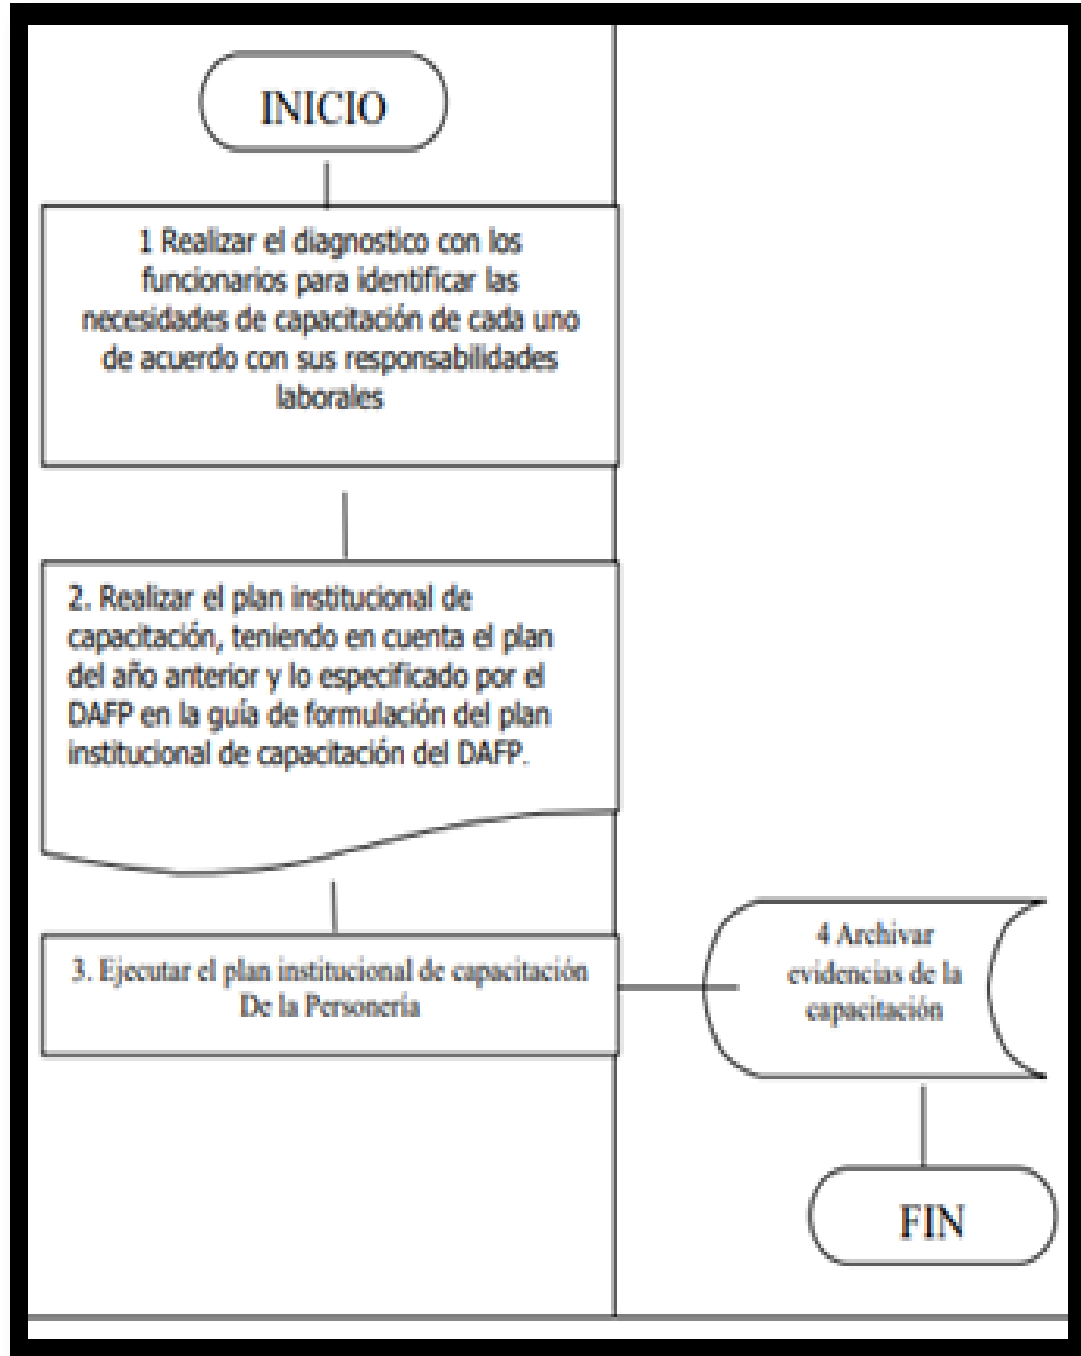 INICIO
1 Realizar el diagnostico con los
funcionarios para identificar las
necesidades de capacitación de cada uno
de acuerdo con sus responsabilidades
laborales
2. Realizar el plan institucional de
capacitación, teniendo en cuenta el plan
del año anterior y lo especificado por el
DAFP en la guía de formulación del plan
institucional de capacitación del DAFP.
3. Ejecutar el plan institucional de capacitación
De la Personería
4 Archivar
evidencias de la
capacitación
FIN